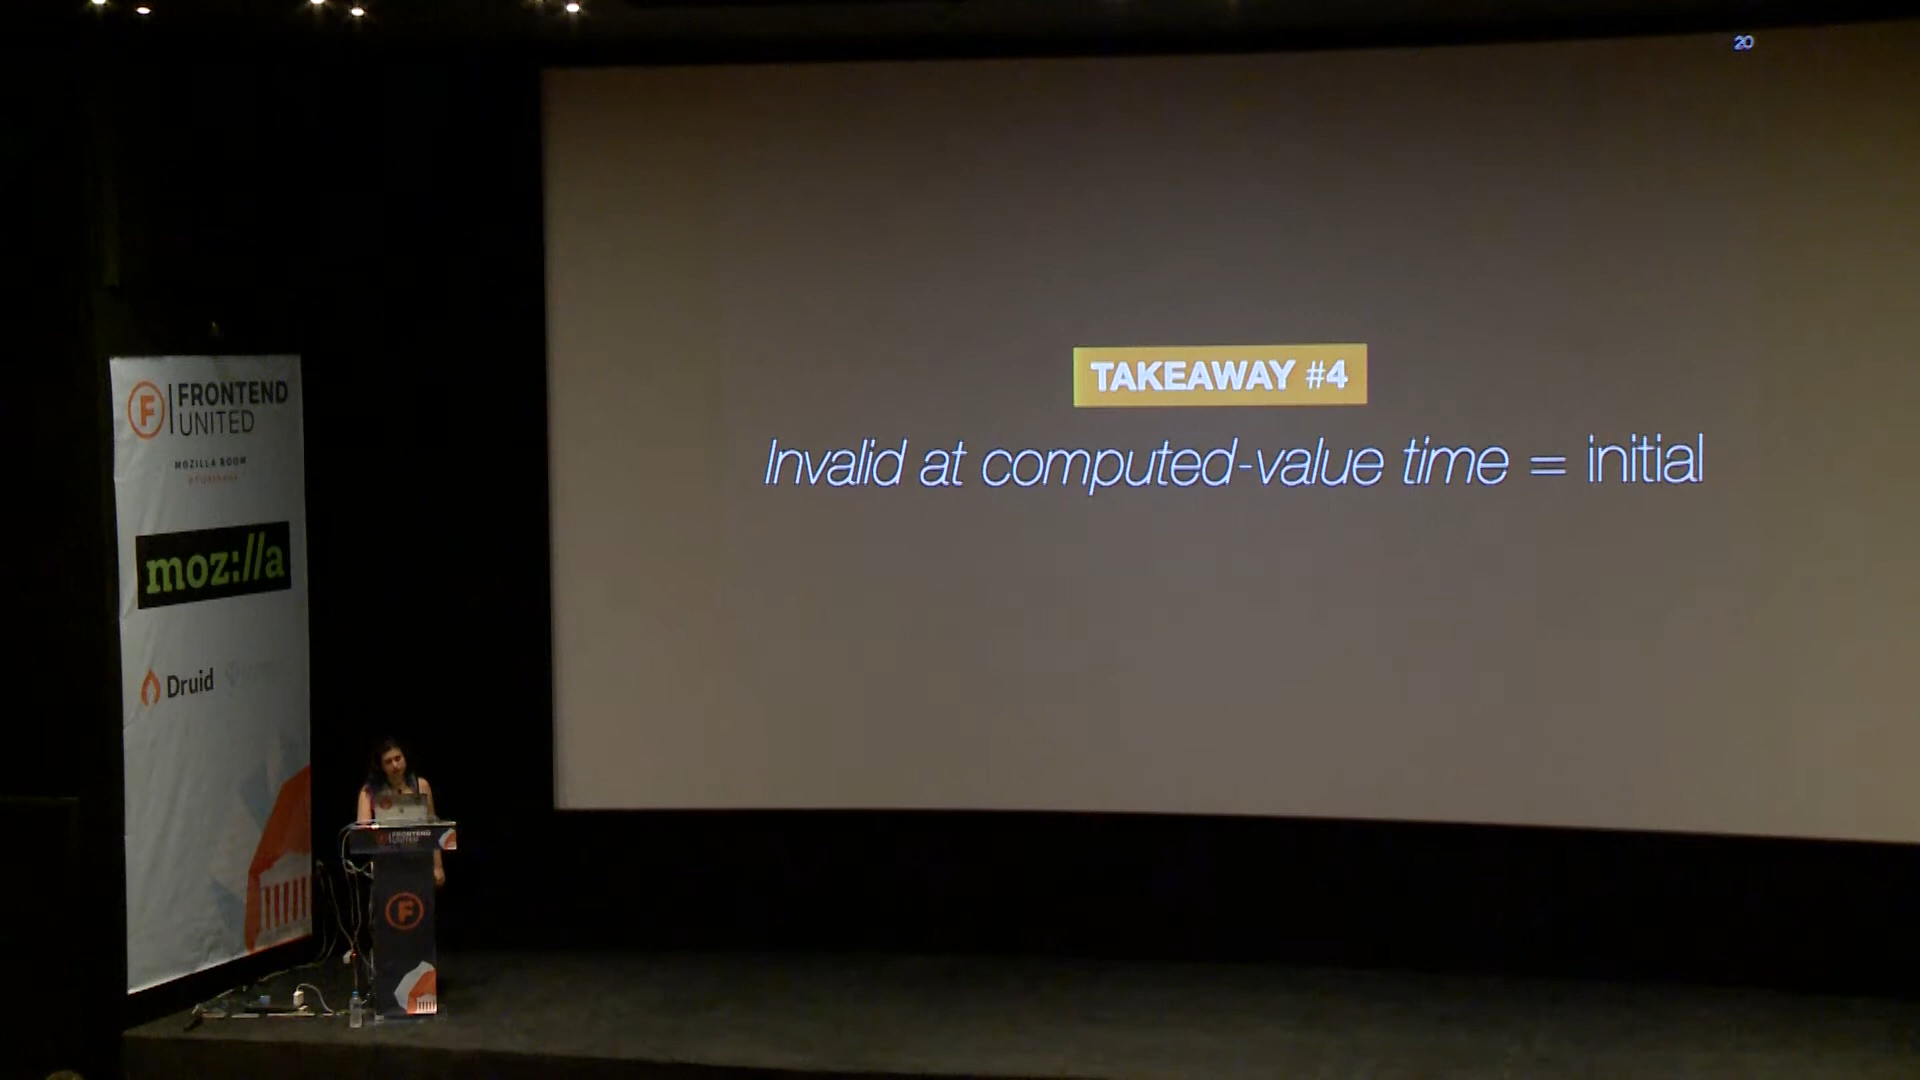 20
TAKEAWAY #4
Invalid at computed-value time = initial
FRONTEND
UNITED
MOZILLA ROOM
moz://a
Druid
FRONTEND
UNITED
F